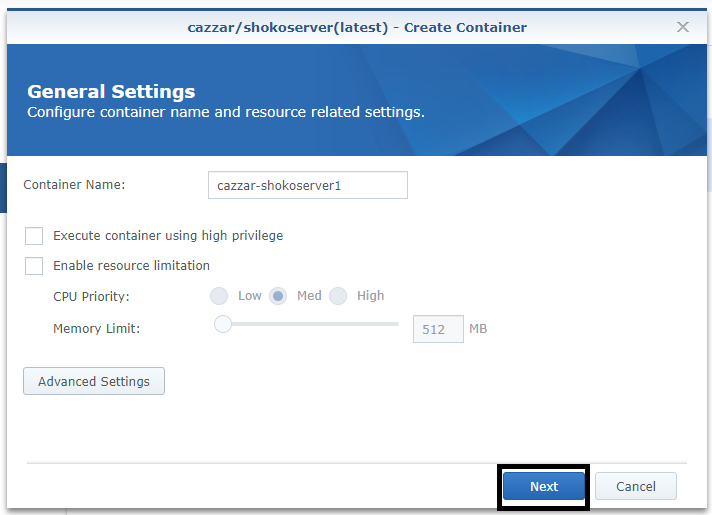 cazzar/shokoserver(latest) - Create Container
General Settings
Configure container name and resource related settings.
Container Name: cazzar-shokoserver1
Execute container using high privilege
Enable resource limitation
CPU Priority: Low Med High
Memory Limit: 512 MB
Advanced Settings
Next Cancel